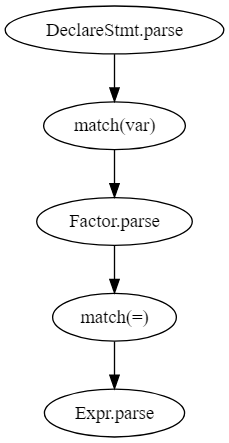 DeclareStmt.parse
match(var)
Factor.parse
match(=)
Expr.parse